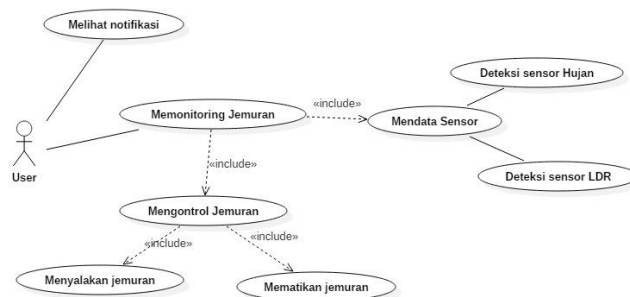 Melihat notifikasi
Deteksi sensor Hujan
Memonitoring Jemuran
«include»
Mendata Sensor
User
«include»
Deteksi sensor LDR
Mengontrol Jemuran
«include»
«include»
Menyalakan jemuran
Mematikan jemuran